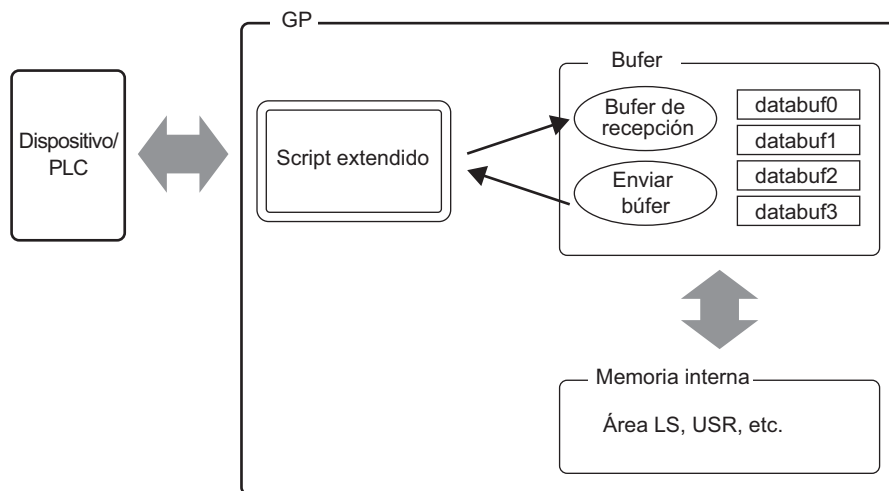 GP
Dispositivo/
PLC
Script extendido
Bufer
Bufer de
recepción
Enviar
búfer
databuf0
databuf1
databuf2
databuf3
Memoria interna
Área LS, USR, etc.